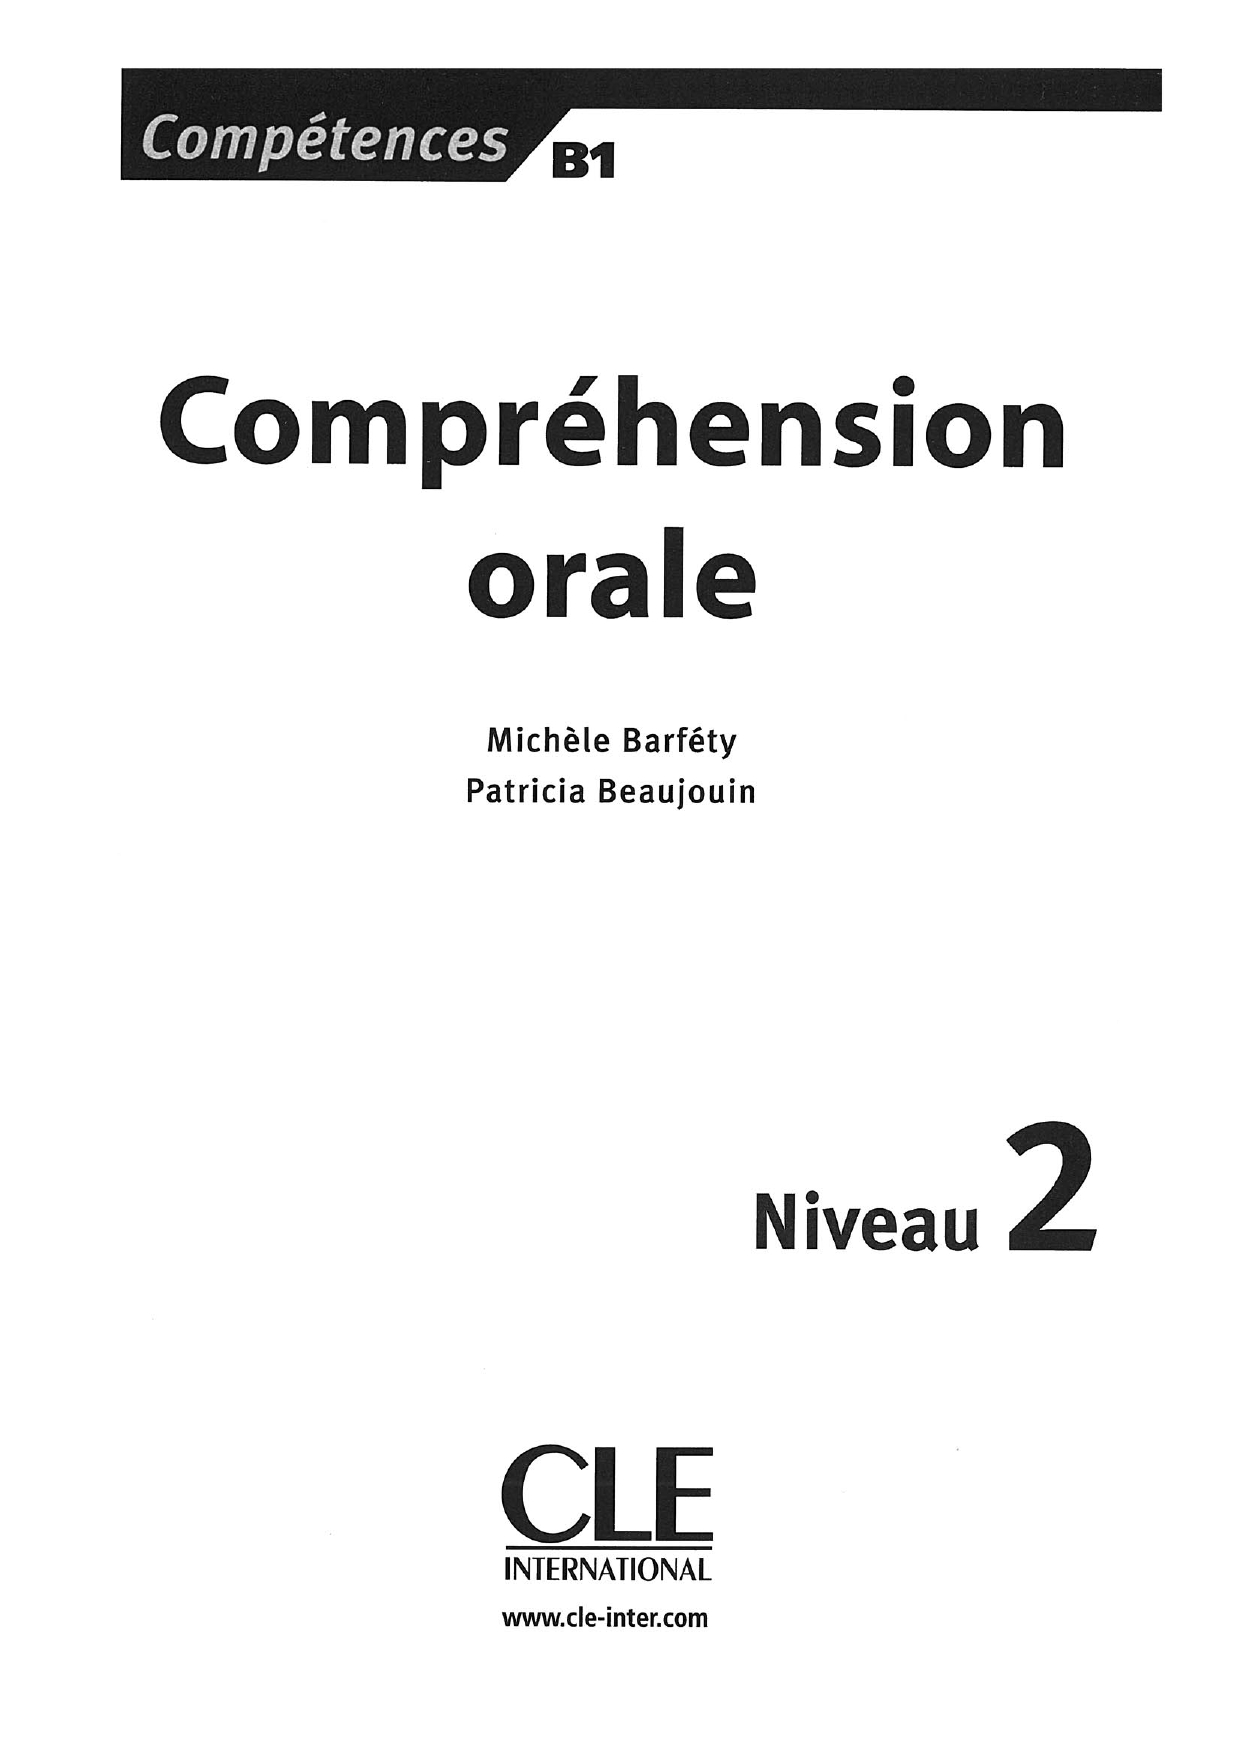 Compétences B1
Compréhension
orale
Michèle Barféty
Patricia Beaujouin
Niveau 2
CLE
INTERNATIONAL
www.cle-inter.com